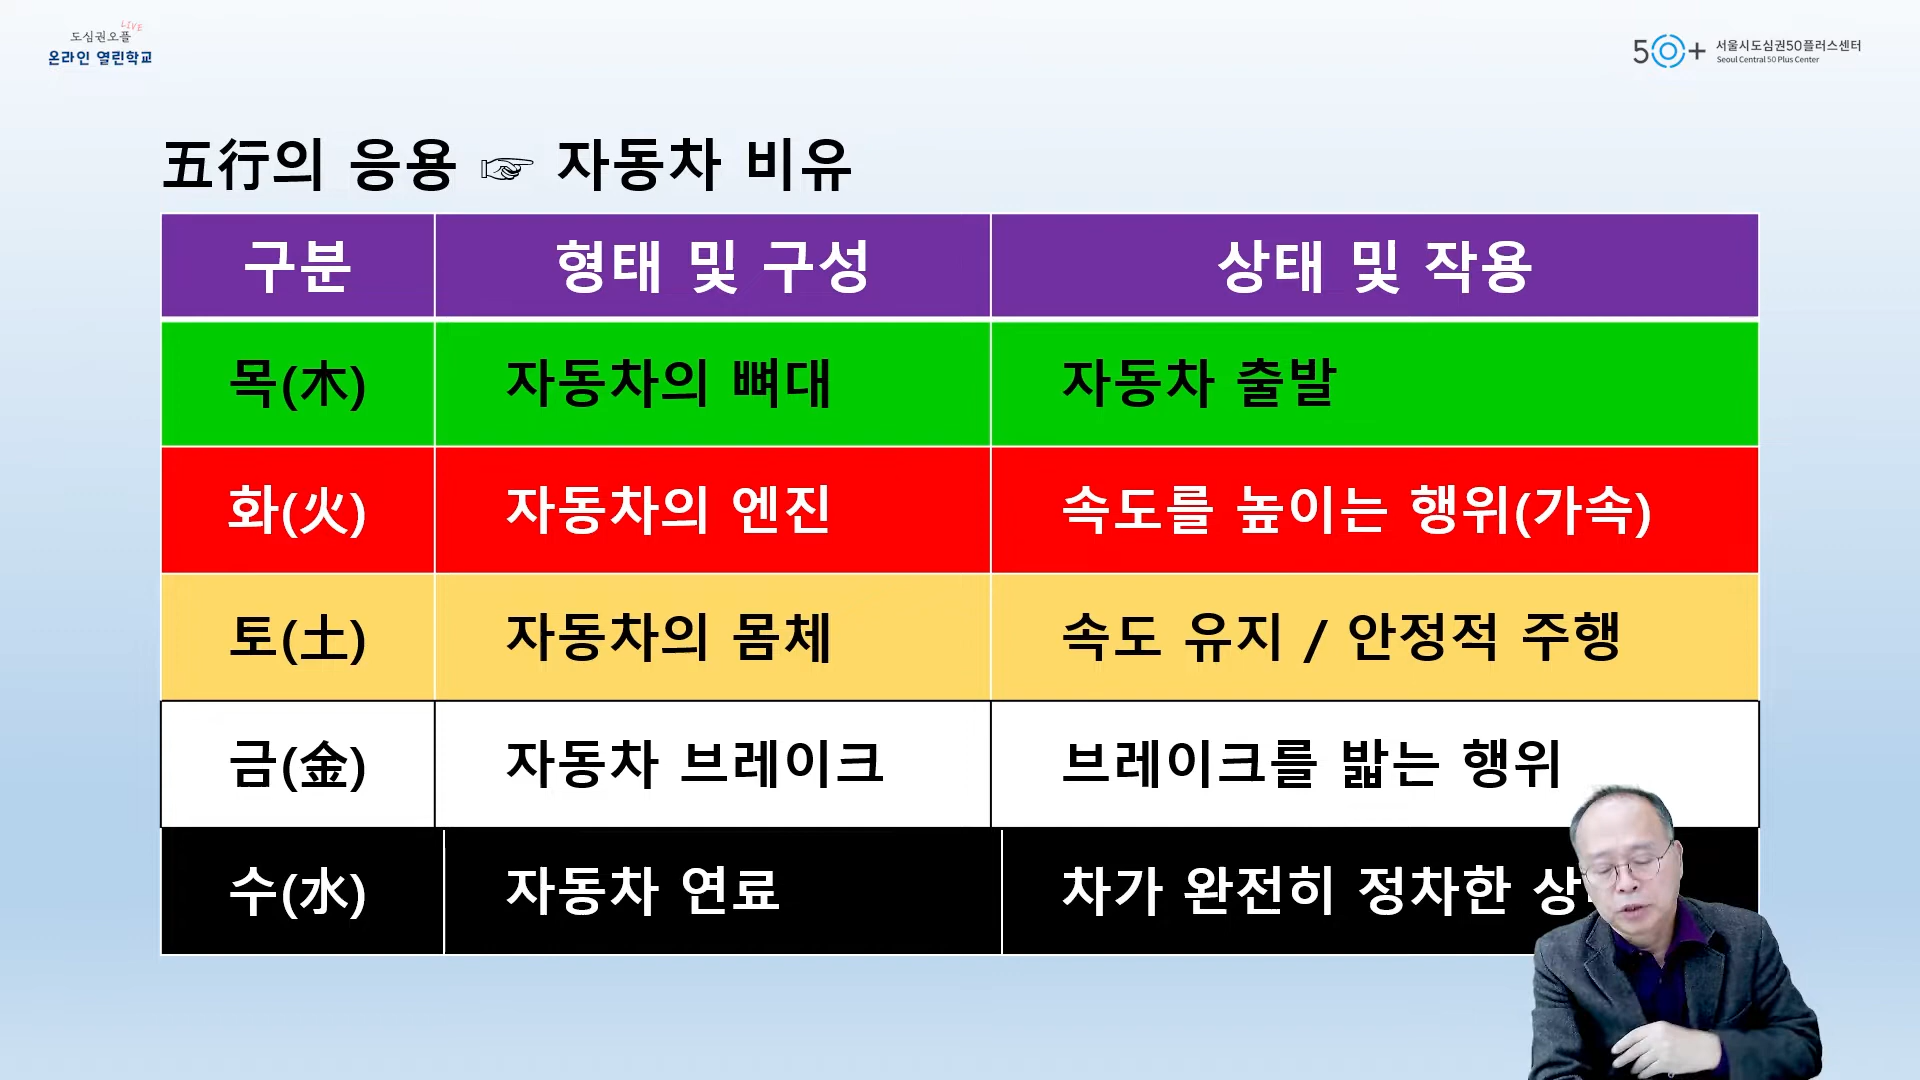 LIVE
도심권오플
온라인 열린학교
50+ 서울시도심권50플러스센터
Seoul Central 50 Plus Center
五行의 응용 ☞ 자동차 비유
구분 형태 및 구성 상태 및 작용
목(木) 자동차의 뼈대 자동차 출발
화(火) 자동차의 엔진 속도를 높이는 행위(가속)
토(土) 자동차의 몸체 속도 유지 / 안정적 주행
금(金) 자동차 브레이크 브레이크를 밟는 행위
수(水) 자동차 연료 차가 완전히 정차한